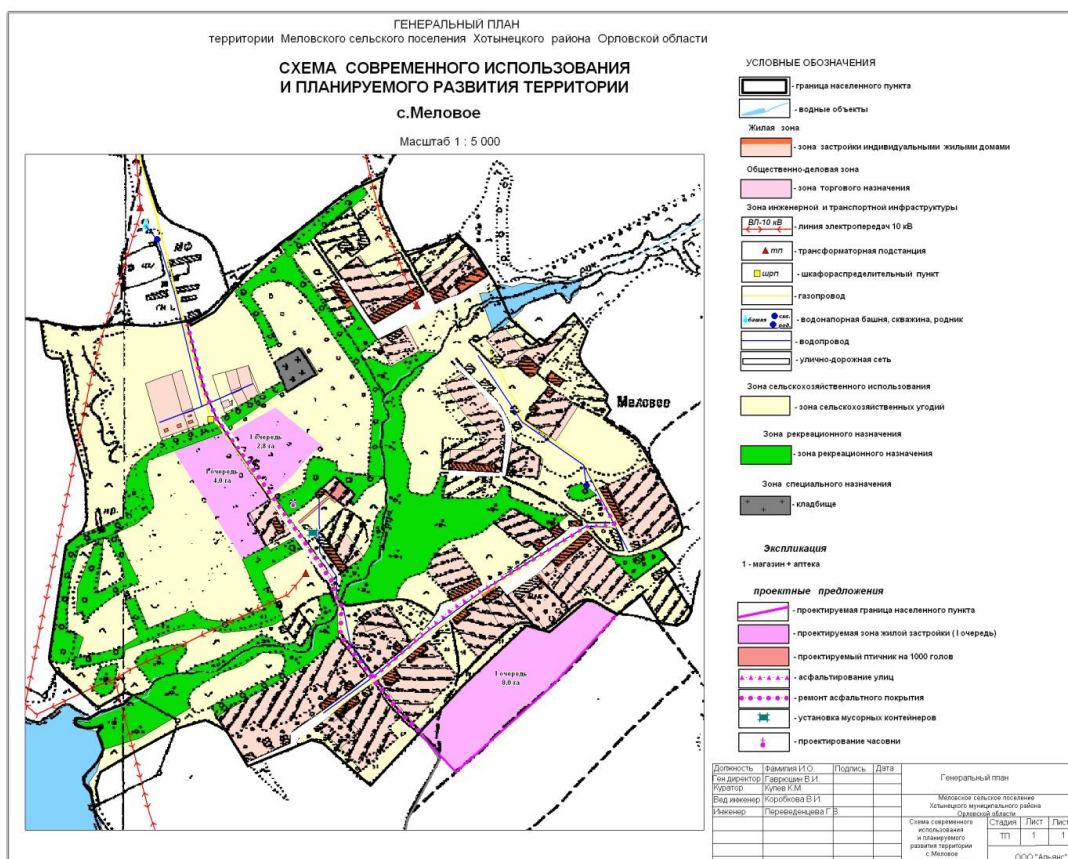 ГЕНЕРАЛЬНЫЙ ПЛАН
территории Меловского сельского поселения Хотынецкого района Орловской области
СХЕМА СОВРЕМЕННОГО ИСПОЛЬЗОВАНИЯ
И ПЛАНИРУЕМОГО РАЗВИТИЯ ТЕРРИТОРИИ
с.Меловое
Масштаб 1 : 5 000
МФ
Меловое
I очередь
2,8 га
I очередь
4,0 га
I очередь
8,0 га
пр.
УСЛОВНЫЕ ОБОЗНАЧЕНИЯ
- граница населенного пункта
- водные объекты
Жилая зона
- зона застройки индивидуальными жилыми домами
Общественно-деловая зона
- зона торгового назначения
Зона инженерной и транспортной инфраструктуры
ВЛ-10 кВ
- линия электропередач 10 кВ
тп
- трансформаторная подстанция
шрп
- шкафораспределительный пункт
- газопровод
башня скв. род.
- водонапорная башня, скважина, родник
- водопровод
- улично-дорожная сеть
Зона сельскохозяйственного использования
- зона сельскохозяйственных угодий
Зона рекреационного назначения
- зона рекреационного назначения
Зона специального назначения
- кладбище
Экспликация
1 - магазин + аптека
проектные предложения
- проектируемая граница населенного пункта
- проектируемая зона жилой застройки ( I очередь)
- проектируемый птичник на 1000 голов
- асфальтирование улиц
- ремонт асфальтного покрытия
- установка мусорных контейнеров
- проектирование часовни
Должность Фамилия И.О. Подпись Дата
Ген директор Гаврюшин В.И.
Куратор Кулев К.М.
Вед инженер Коробкова В.И
Инженер Переведенцева Г.В.
Генеральный план
Меловское сельское поселение
Хотынецкого муниципального района
Орловской области
Схема современного
использования
и планируемого
развития территории
с.Меловое
Стадия Лист Лист
ТП 1 1
ООО "Альянс"